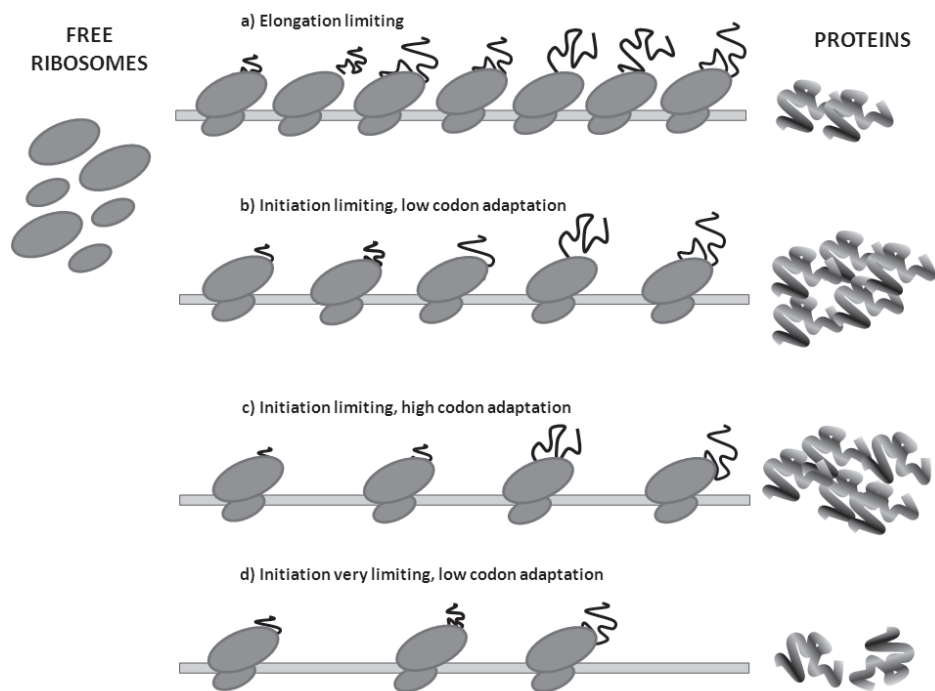 FREE
RIBOSOMES
a) Elongation limiting
PROTEINS
b) Initiation limiting, low codon adaptation
c) Initiation limiting, high codon adaptation
d) Initiation very limiting, low codon adaptation